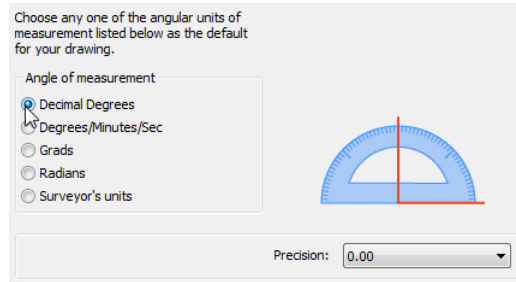 Choose any one of the angular units of
measurement listed below as the default
for your drawing.
Angle of measurement
Decimal Degrees
Degrees/Minutes/Sec
Grads
Radians
Surveyor's units
Precision: 0.00